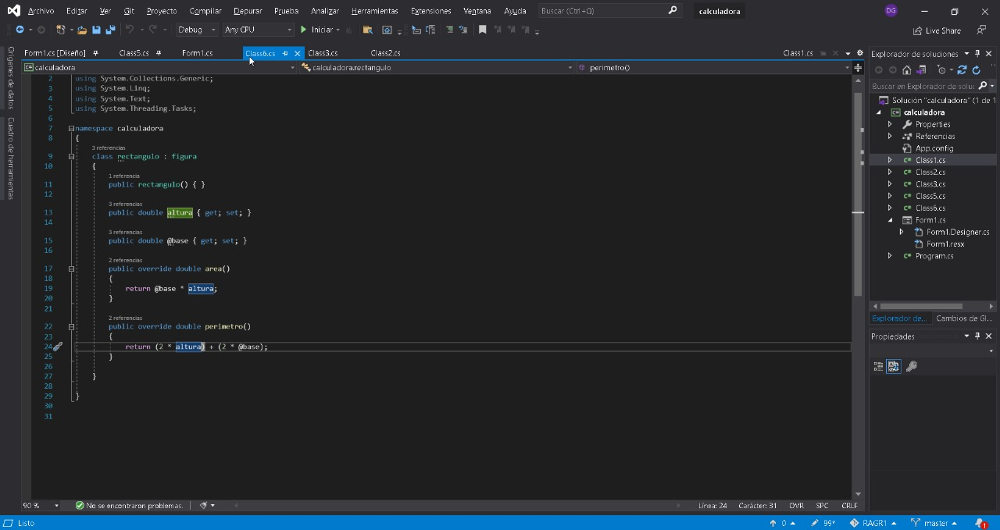 Archivo Editar Ver Git Proyecto Compilar Depurar Prueba Analizar Herramientas Extensiones Ventana Ayuda Buscar (Ctrl+Q) calculadora DG
Debug Any CPU Iniciar Live Share
Form1.cs [Diseño] Class5.cs Form1.cs Class6.cs Class3.cs Class2.cs Class1.cs
calculadora calculadora.rectangulo perimetro()
Orígenes de datos
Cuadro de herramientas
2 using System.Collections.Generic;
3 using System.Linq;
4 using System.Text;
5 using System.Threading.Tasks;
6
7 namespace calculadora
8 {
3 referencias
9 class rectangulo : figura
10 {
1 referencia
11 public rectangulo() { }
12
3 referencias
13 public double altura { get; set; }
14
3 referencias
15 public double @base { get; set; }
16
2 referencias
17 public override double area()
18 {
19 return @base * altura;
20 }
21
2 referencias
22 public override double perimetro()
23 {
24 return (2 * altura) + (2 * @base);
25 }
26
27 }
28
29 }
30
31
Explorador de soluciones
Buscar en Explorador de soluc
Solución "calculadora" (1 de 1
calculadora
Properties
Referencias
App.config
Class1.cs
Class2.cs
Class3.cs
Class5.cs
Class6.cs
Form1.cs
Form1.Designer.cs
Form1.resx
Program.cs
Explorador de... Cambios de GI...
Propiedades
90 % No se encontraron problemas. Línea: 24 Carácter: 31 OVR SPC CRLF
Listo 0 99+ RAGR1 master 1